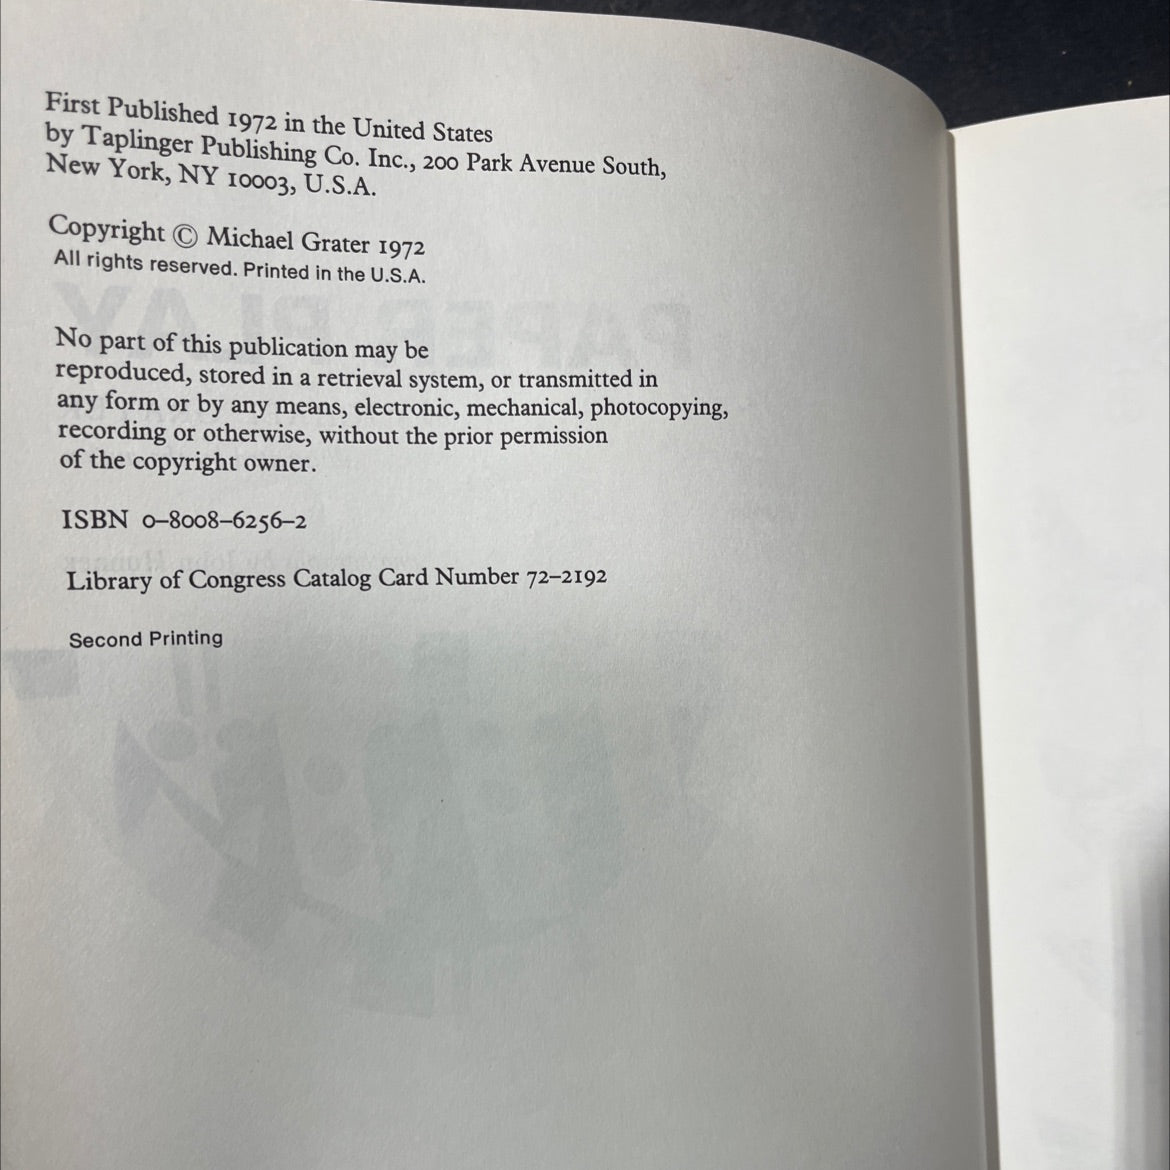 First Published 1972 in the United States
by Taplinger Publishing Co. Inc., 200 Park Avenue South,
New York, NY 10003, U.S.A.
Copyright © Michael Grater 1972
All rights reserved. Printed in the U.S.A.
PAPER PLAY
No part of this publication may be
reproduced, stored in a retrieval system, or transmitted in
any form or by any means, electronic, mechanical, photocopying,
recording or otherwise, without the prior permission
of the copyright owner.
ISBN 0–8008–6256–2
Library of Congress Catalog Card Number 72–2192
Second Printing